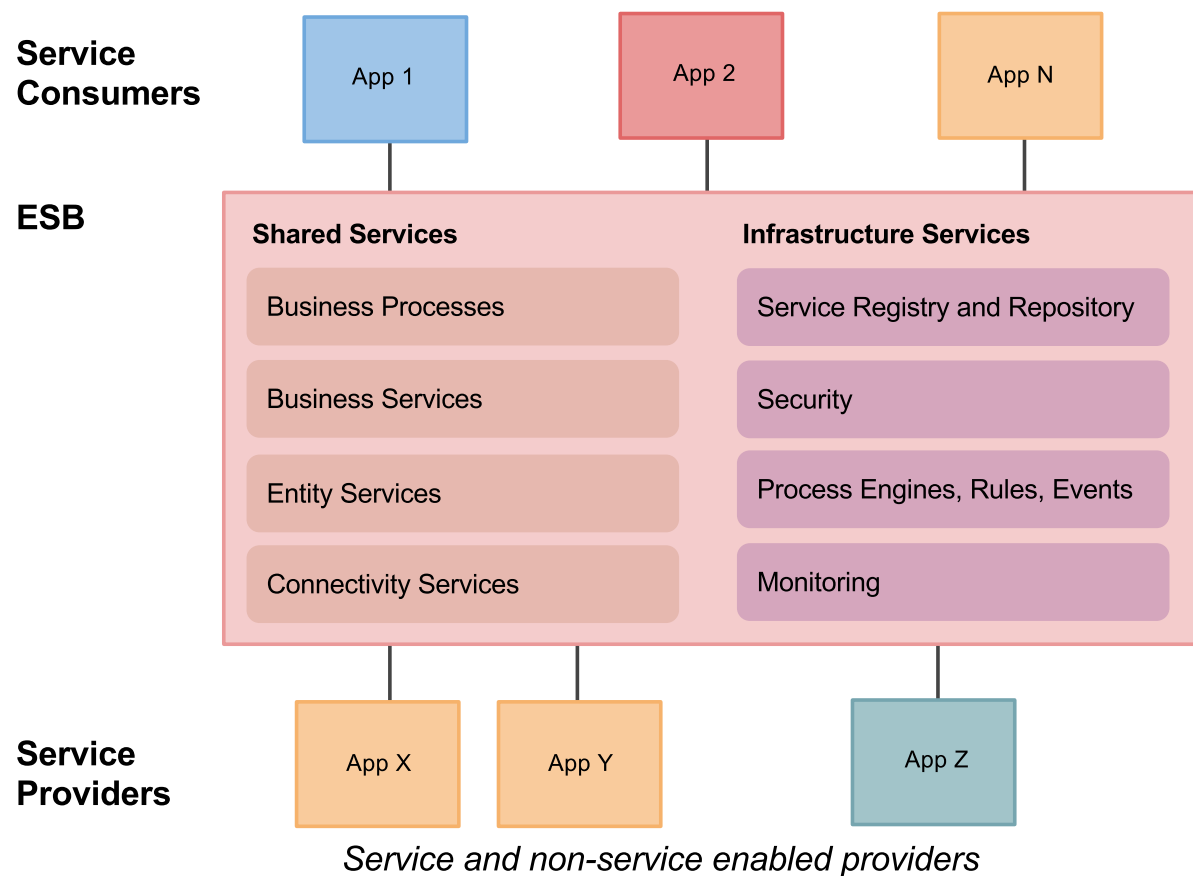 Service
Consumers
App 1
App 2
App N
ESB
Shared Services
Infrastructure Services
Business Processes
Service Registry and Repository
Business Services
Security
Entity Services
Process Engines, Rules, Events
Connectivity Services
Monitoring
Service
Providers
App X
App Y
App Z
Service and non-service enabled providers